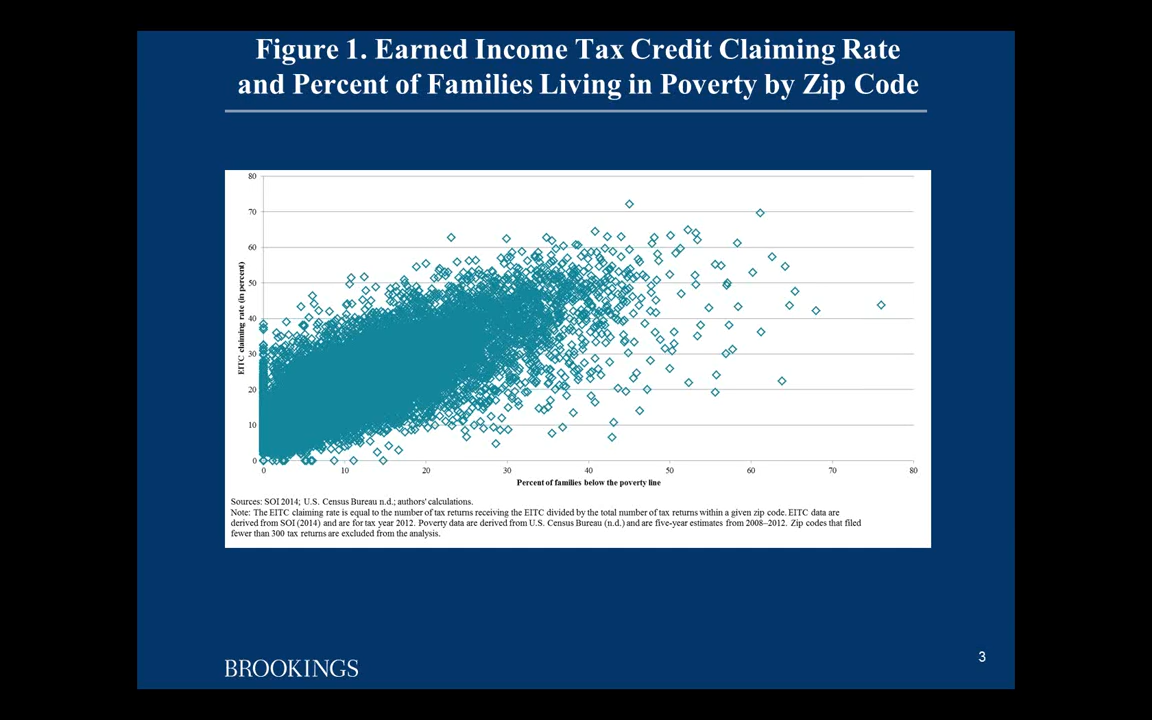 Figure 1. Earned Income Tax Credit Claiming Rate
and Percent of Families Living in Poverty by Zip Code
80
70
60
50
40
30
20
10
0
EITC claiming rate (in percent)
0 10 20 30 40 50 60 70 80
Percent of families below the poverty line
Sources: SOI 2014; U.S. Census Bureau n.d.; authors' calculations.
Note: The EITC claiming rate is equal to the number of tax returns receiving the EITC divided by the total number of tax returns within a given zip code. EITC data are
derived from SOI (2014) and are for tax year 2012. Poverty data are derived from U.S. Census Bureau (n.d.) and are five-year estimates from 2008–2012. Zip codes that filed
fewer than 300 tax returns are excluded from the analysis.
BROOKINGS
3